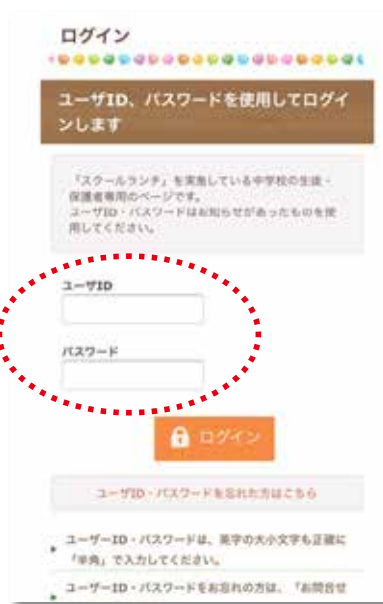 ログイン
ユーザID、パスワードを使用してログイ
ンします
「スクールランチ」を実施している中学校の生徒・
保護者専用のページです。
ユーザID・パスワードはお知らせがあったものを使
用してください。
ユーザID
パスワード
ログイン
ユーザID・パスワードを忘れた方はこちら
ユーザーID・パスワードは、英字の大小文字も正確に
「半角」で入力してください。
ユーザーID・パスワードをお忘れの方は、「お問合せ